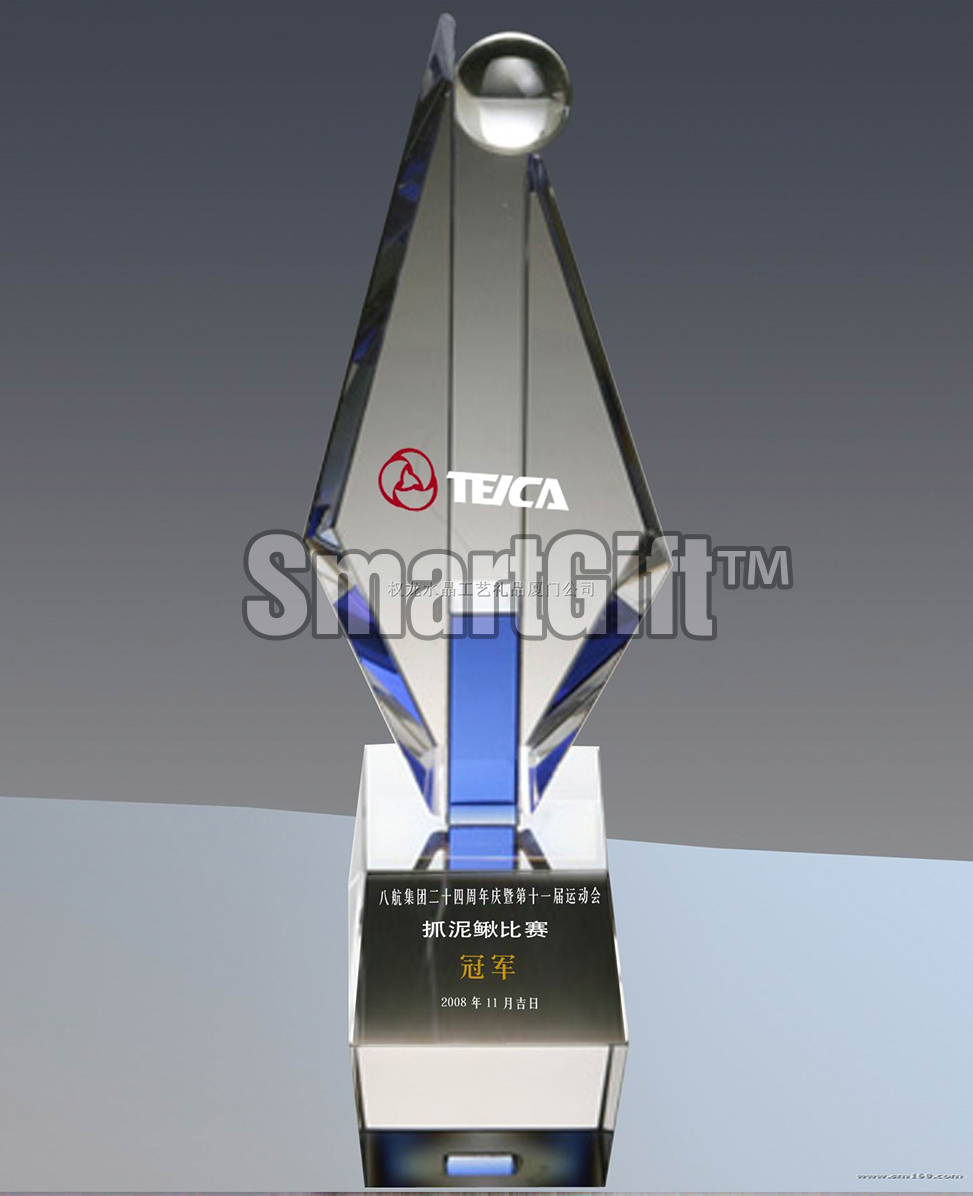 TEICA
SmartGift™
权龙水晶工艺礼品厦门公司
八航集团二十四周年庆暨第十一届运动会
抓泥鳅比赛
冠军
2008 年 11 月吉日
www.sm160.com